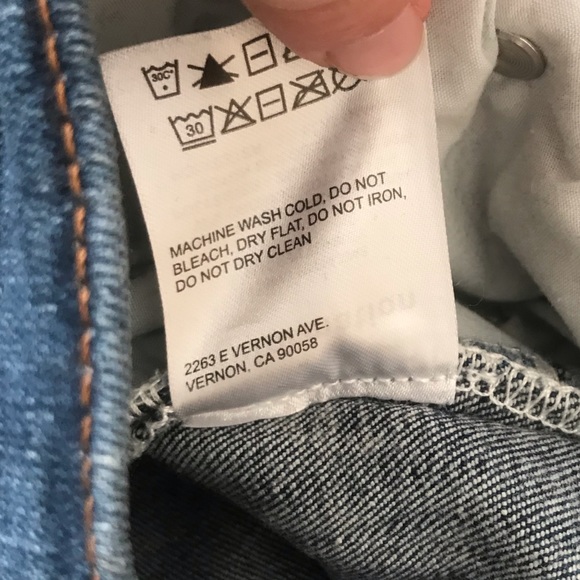 30C
30
MACHINE WASH COLD, DO NOT
BLEACH, DRY FLAT, DO NOT IRON,
DO NOT DRY CLEAN
2263 E VERNON AVE.
VERNON, CA 90058